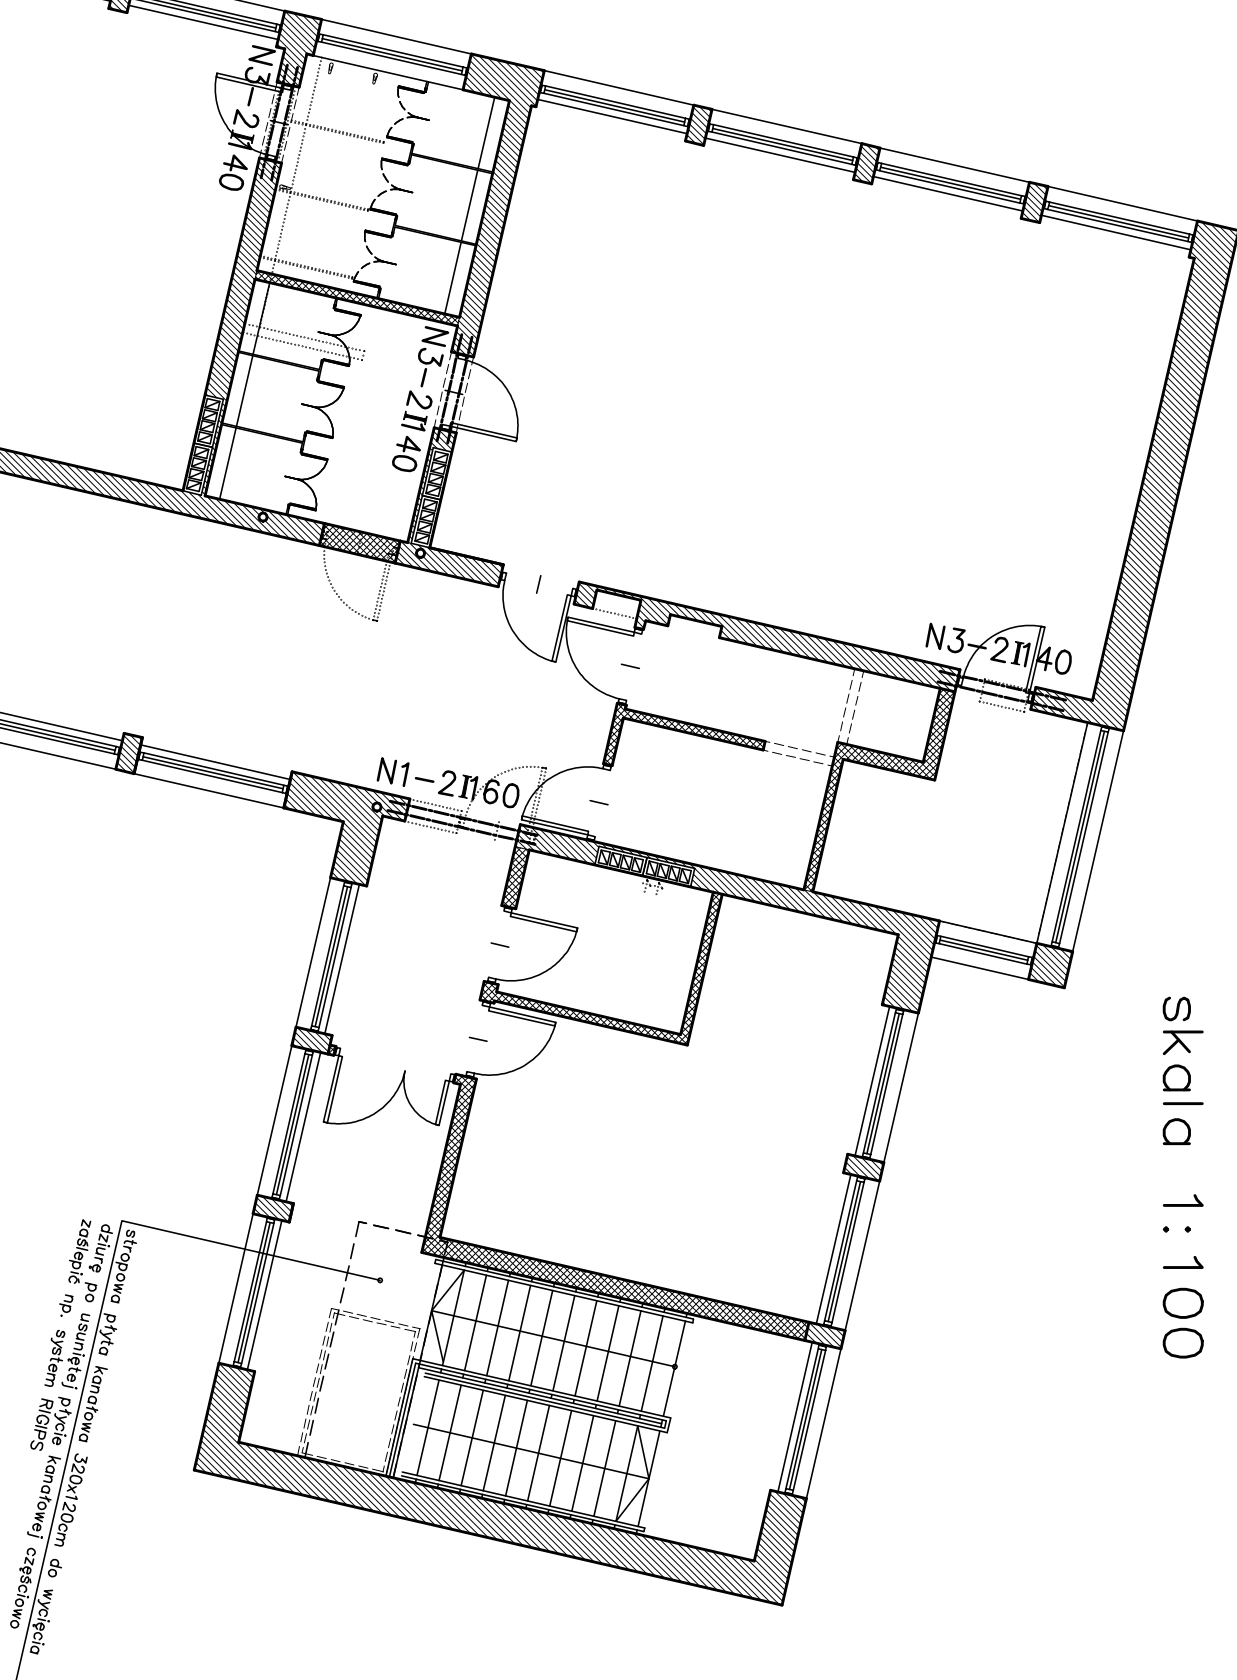 N3-2I140
N3-2I140
N3-2I140
N1-2I160
skala 1:100
stropowa płyta kanałowa 320x120cm do wycięcia
dziurę po usuniętej płycie kanałowej częściowo
zaślepić np. system RIGIPS